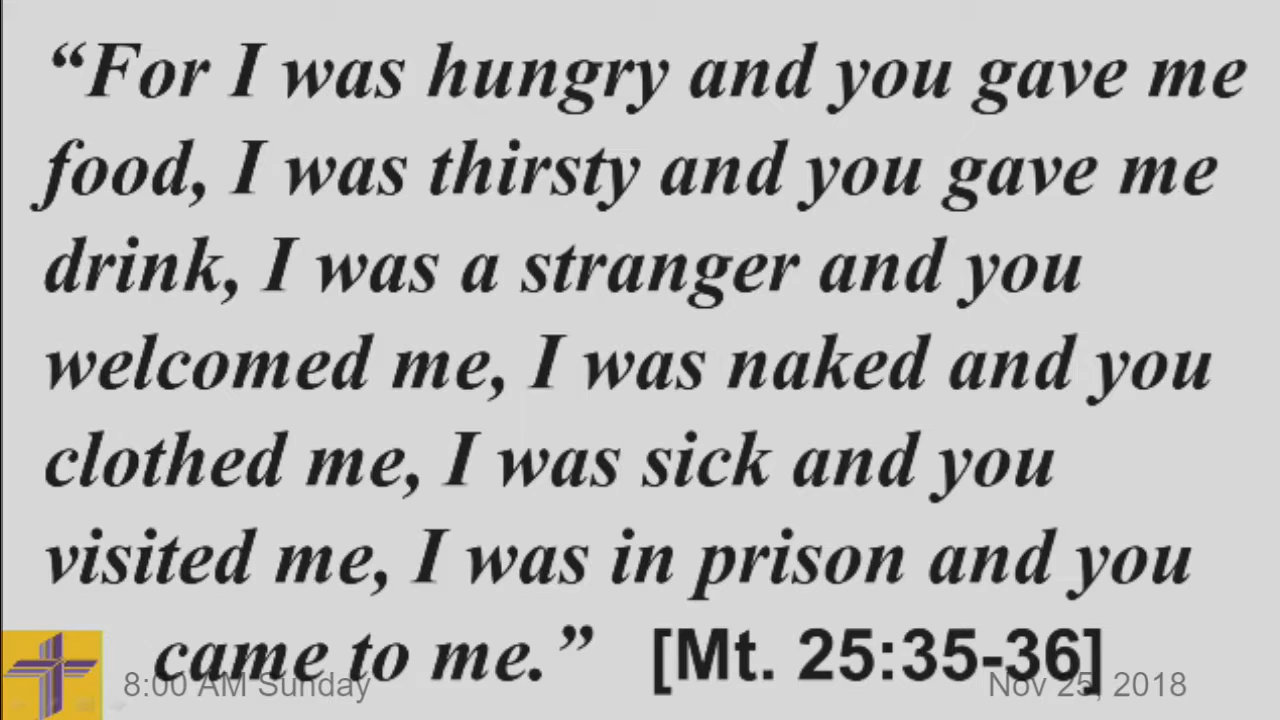 “For I was hungry and you gave me
food, I was thirsty and you gave me
drink, I was a stranger and you
welcomed me, I was naked and you
clothed me, I was sick and you
visited me, I was in prison and you
came to me.” [Mt. 25:35-36]
8:00 AM Sunday Nov 25, 2018